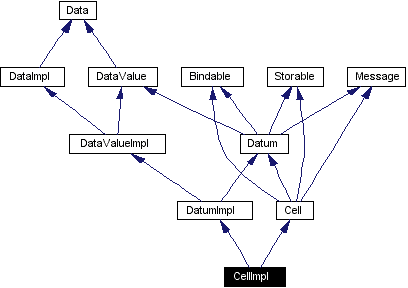 Data
DataImpl
DataValue
Bindable
Storable
Message
DataValueImpl
Datum
DatumImpl
Cell
CellImpl